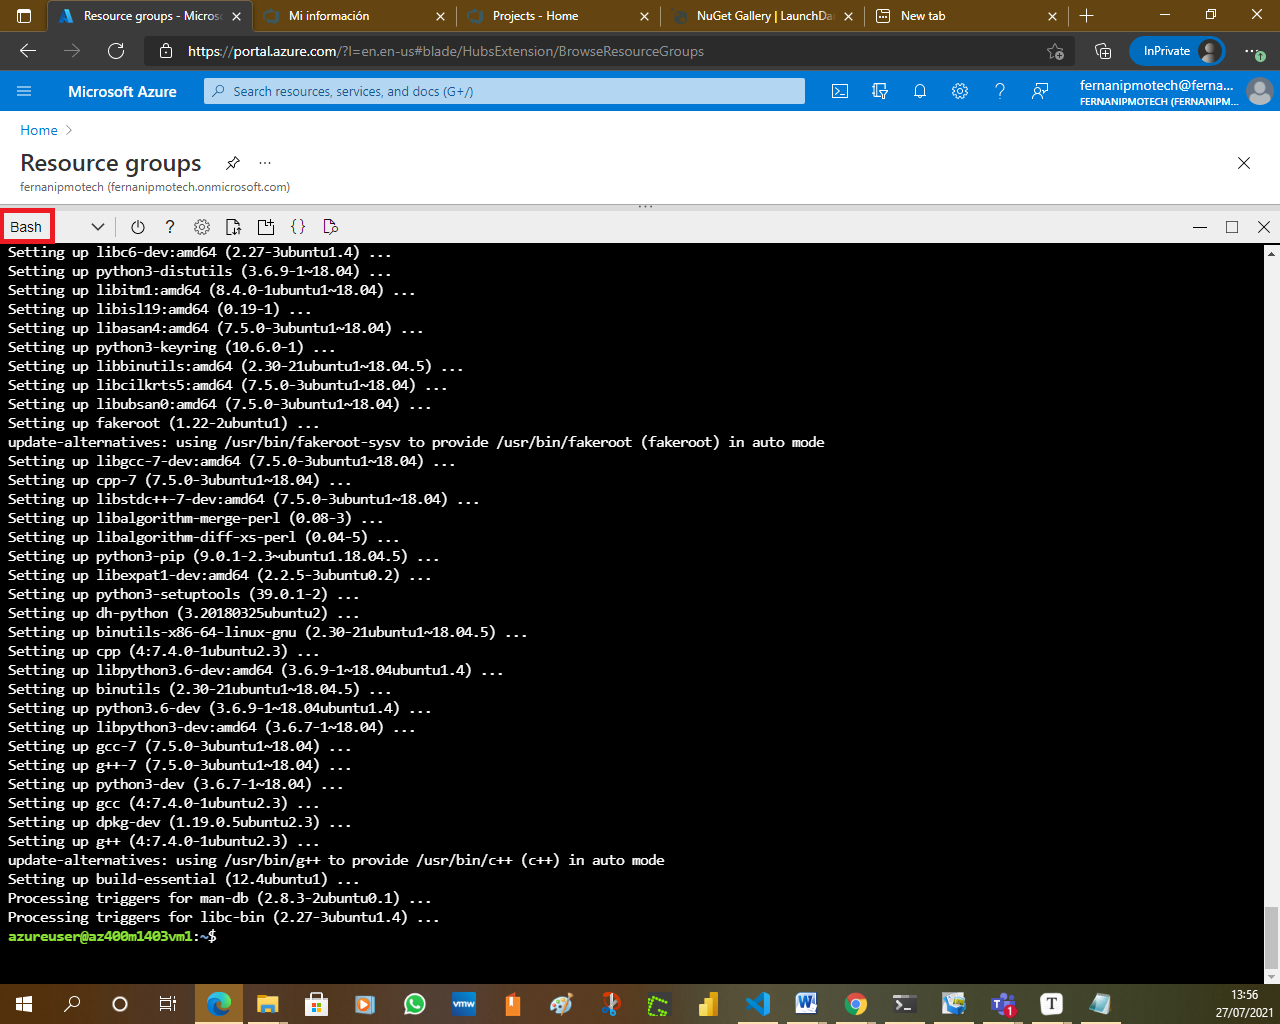 Resource groups - Micros
Mi información
Projects - Home
NuGet Gallery | LaunchDa
New tab
https://portal.azure.com/?l=en.en-us#blade/HubsExtension/BrowseResourceGroups
InPrivate
Microsoft Azure
Search resources, services, and docs (G+/)
fernanipmotech@ferna...
FERNANIPMOTECH (FERNANIPM...
Home
Resource groups
fernanipmotech (fernanipmotech.onmicrosoft.com)
Bash
Setting up libc6-dev:amd64 (2.27-3ubuntu1.4) ...
Setting up python3-distutils (3.6.9-1~18.04) ...
Setting up libitm1:amd64 (8.4.0-1ubuntu1~18.04) ...
Setting up libisl19:amd64 (0.19-1) ...
Setting up libasan4:amd64 (7.5.0-3ubuntu1~18.04) ...
Setting up python3-keyring (10.6.0-1) ...
Setting up libbinutils:amd64 (2.30-21ubuntu1~18.04.5) ...
Setting up libcilkrts5:amd64 (7.5.0-3ubuntu1~18.04) ...
Setting up libubsan0:amd64 (7.5.0-3ubuntu1~18.04) ...
Setting up fakeroot (1.22-2ubuntu1) ...
update-alternatives: using /usr/bin/fakeroot-sysv to provide /usr/bin/fakeroot (fakeroot) in auto mode
Setting up libgcc-7-dev:amd64 (7.5.0-3ubuntu1~18.04) ...
Setting up cpp-7 (7.5.0-3ubuntu1~18.04) ...
Setting up libstdc++-7-dev:amd64 (7.5.0-3ubuntu1~18.04) ...
Setting up libalgorithm-merge-perl (0.08-3) ...
Setting up libalgorithm-diff-xs-perl (0.04-5) ...
Setting up python3-pip (9.0.1-2.3~ubuntu1.18.04.5) ...
Setting up libexpat1-dev:amd64 (2.2.5-3ubuntu0.2) ...
Setting up python3-setuptools (39.0.1-2) ...
Setting up dh-python (3.20180325ubuntu2) ...
Setting up binutils-x86-64-linux-gnu (2.30-21ubuntu1~18.04.5) ...
Setting up cpp (4:7.4.0-1ubuntu2.3) ...
Setting up libpython3.6-dev:amd64 (3.6.9-1~18.04ubuntu1.4) ...
Setting up binutils (2.30-21ubuntu1~18.04.5) ...
Setting up python3.6-dev (3.6.9-1~18.04ubuntu1.4) ...
Setting up libpython3-dev:amd64 (3.6.7-1~18.04) ...
Setting up gcc-7 (7.5.0-3ubuntu1~18.04) ...
Setting up g++-7 (7.5.0-3ubuntu1~18.04) ...
Setting up python3-dev (3.6.7-1~18.04) ...
Setting up gcc (4:7.4.0-1ubuntu2.3) ...
Setting up dpkg-dev (1.19.0.5ubuntu2.3) ...
Setting up g++ (4:7.4.0-1ubuntu2.3) ...
update-alternatives: using /usr/bin/g++ to provide /usr/bin/c++ (c++) in auto mode
Setting up build-essential (12.4ubuntu1) ...
Processing triggers for man-db (2.8.3-2ubuntu0.1) ...
Processing triggers for libc-bin (2.27-3ubuntu1.4) ...
azureuser@az400m1403vm1:~$
vmw
1
13:56
27/07/2021